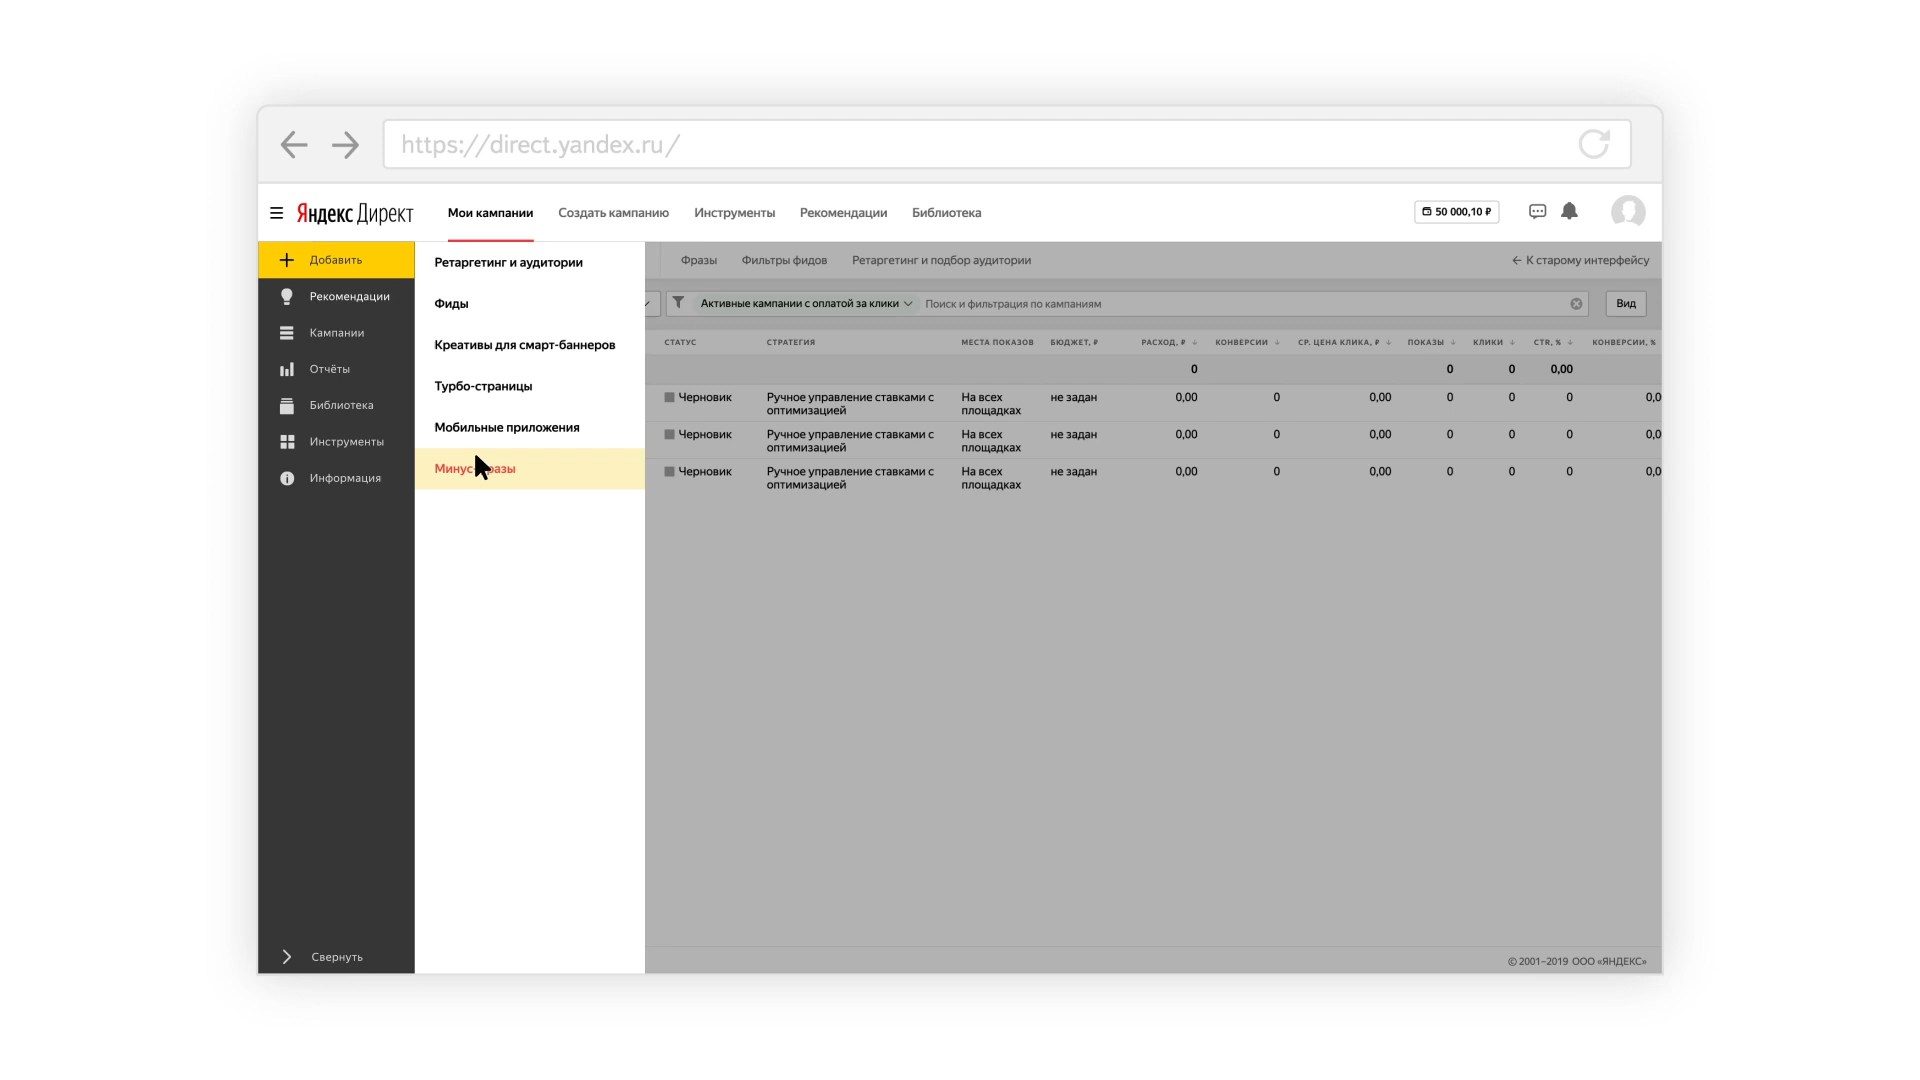 https://direct.yandex.ru/
Яндекс Директ
Мои кампании
Создать кампанию
Инструменты
Рекомендации
Библиотека
50 000,10 ₽
Добавить
Рекомендации
Кампании
Отчёты
Библиотека
Инструменты
Информация
Свернуть
Ретаргетинг и аудитории
Фиды
Креативы для смарт-баннеров
Турбо-страницы
Мобильные приложения
Фразы
Фильтры фидов
Ретаргетинг и подбор аудитории
← К старому интерфейсу
Активные кампании с оплатой за клики
Поиск и фильтрация по кампаниям
Вид
СТАТУС СТРАТЕГИЯ МЕСТА ПОКАЗОВ БЮДЖЕТ, ₽ РАСХОД, ₽ КОНВЕРСИИ СР. ЦЕНА КЛИКА, ₽ ПОКАЗЫ КЛИКИ CTR, % КОНВЕРСИИ, %
0 0 0 0,00
Черновик Ручное управление ставками с На всех не задан 0,00 0 0,00 0 0 0 0,0
оптимизацией площадках
Черновик Ручное управление ставками с На всех не задан 0,00 0 0,00 0 0 0 0,0
оптимизацией площадках
Черновик Ручное управление ставками с На всех не задан 0,00 0 0,00 0 0 0 0,0
оптимизацией площадках
© 2001–2019 ООО «ЯНДЕКС»